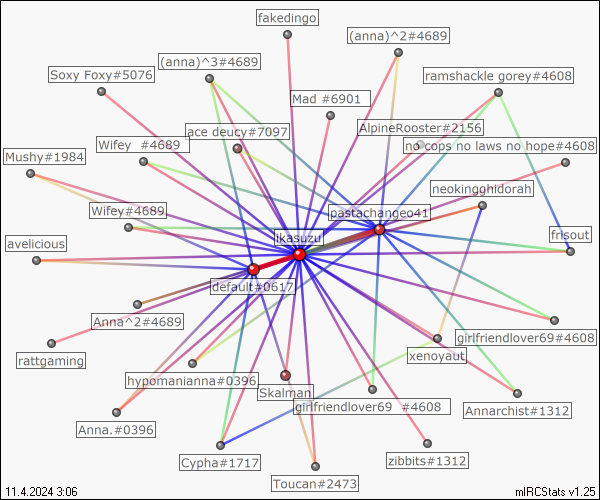 fakedingo
(anna)^2#4689
(anna)^3#4689
Soxy Foxy#5076
ramshackle gorey#4608
Mad #6901
AlpineRooster#2156
ace deucy#7097
Wifey #4689
no cops no laws no hope#4608
Mushy#1984
neokingghidorah
Wifey#4689
pastachangeo41
ikasuzu
frisout
avelicious
default#0617
Anna^2#4689
girlfriendlover69#4608
rattgaming
xenoyaut
hypomanianna#0396
Skalman
girlfriendlover69 #4608
Annarchist#1312
Anna.#0396
Cypha#1717
zibbits#1312
Toucan#2473
11.4.2024 3:06
mIRCStats v1.25